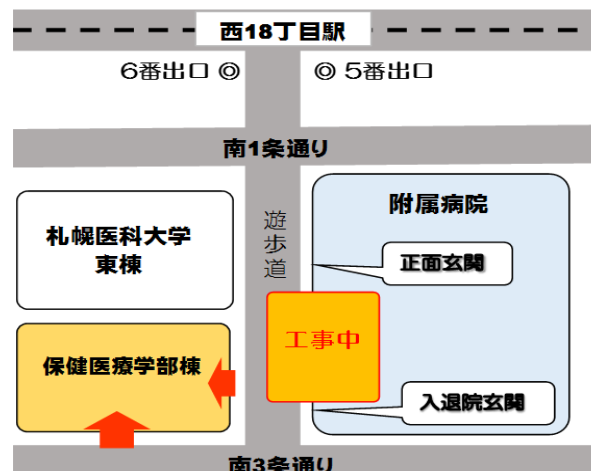 西18丁目駅
6番出口 ◎
◎ 5番出口
南1条通り
札幌医科大学
東棟
遊歩道
附属病院
正面玄関
工事中
保健医療学部棟
入退院玄関
南3条通り